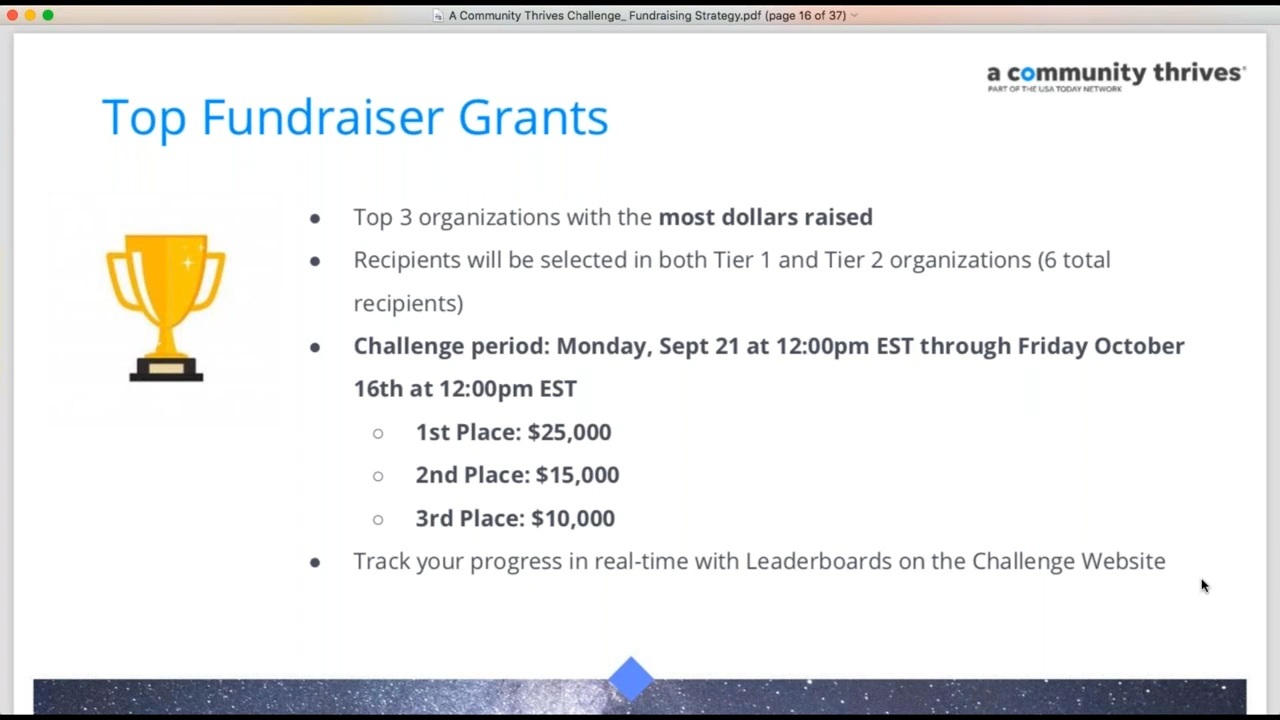 A Community Thrives Challenge_ Fundraising Strategy.pdf (page 16 of 37)
a community thrives
PART OF THE USA TODAY NETWORK
Top Fundraiser Grants
● Top 3 organizations with the most dollars raised
● Recipients will be selected in both Tier 1 and Tier 2 organizations (6 total
recipients)
● Challenge period: Monday, Sept 21 at 12:00pm EST through Friday October
16th at 12:00pm EST
○ 1st Place: $25,000
○ 2nd Place: $15,000
○ 3rd Place: $10,000
● Track your progress in real-time with Leaderboards on the Challenge Website